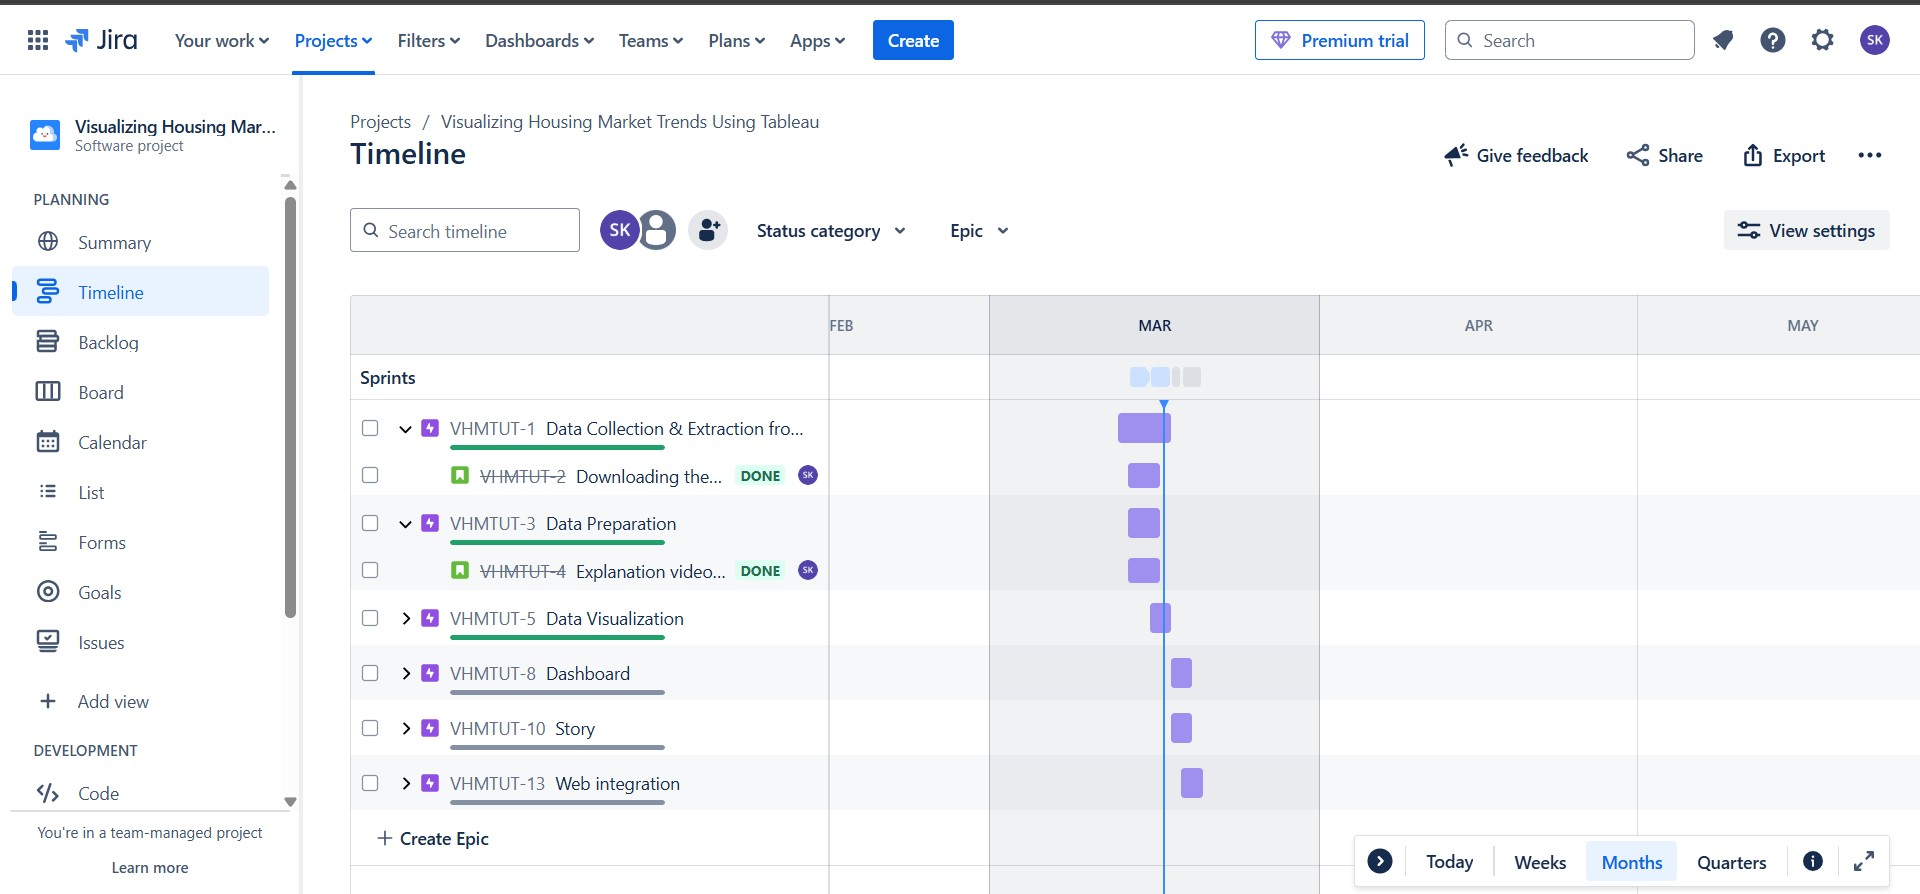 Jira Your work Projects Filters Dashboards Teams Plans Apps Create Premium trial Search SK
Visualizing Housing Mar...
Software project
PLANNING
Summary
Timeline
Backlog
Board
Calendar
List
Forms
Goals
Issues
Add view
DEVELOPMENT
Code
You're in a team-managed project
Learn more
Projects / Visualizing Housing Market Trends Using Tableau
Timeline
Give feedback Share Export
Search timeline SK Status category Epic View settings
FEB MAR APR MAY
Sprints
VHMTUT-1 Data Collection & Extraction fro...
VHMTUT-2 Downloading the... DONE SK
VHMTUT-3 Data Preparation
VHMTUT-4 Explanation video... DONE SK
VHMTUT-5 Data Visualization
VHMTUT-8 Dashboard
VHMTUT-10 Story
VHMTUT-13 Web integration
+ Create Epic
Today Weeks Months Quarters